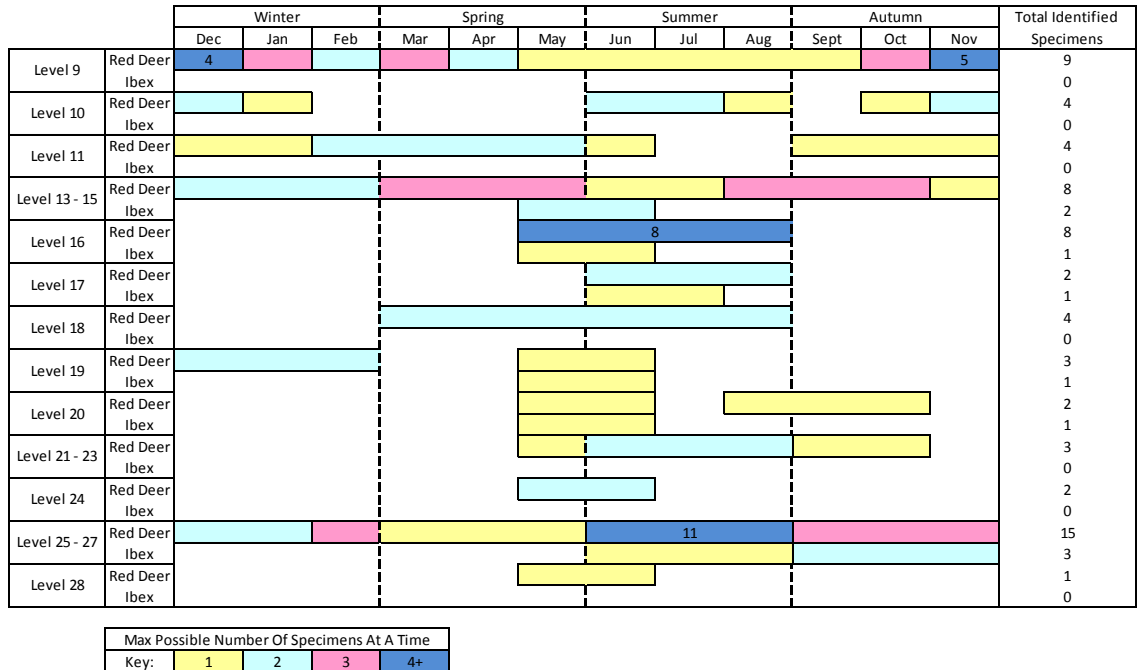 Winter Spring Summer Autumn Total Identified
Dec Jan Feb Mar Apr May Jun Jul Aug Sept Oct Nov Specimens
Level 9 Red Deer 4 5 9
Ibex 0
Level 10 Red Deer 4
Ibex 0
Level 11 Red Deer 4
Ibex 0
Level 13 - 15 Red Deer 8
Ibex 2
Level 16 Red Deer 8 8
Ibex 1
Level 17 Red Deer 2
Ibex 1
Level 18 Red Deer 4
Ibex 0
Level 19 Red Deer 3
Ibex 1
Level 20 Red Deer 2
Ibex 1
Level 21 - 23 Red Deer 3
Ibex 0
Level 24 Red Deer 2
Ibex 0
Level 25 - 27 Red Deer 11 15
Ibex 3
Level 28 Red Deer 1
Ibex 0
Max Possible Number Of Specimens At A Time
Key: 1 2 3 4+